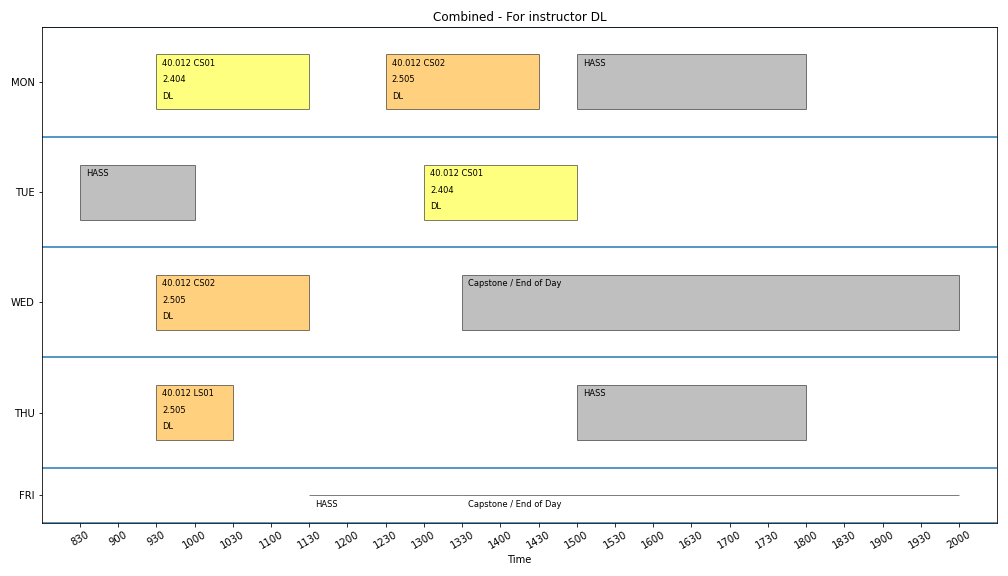 Combined - For instructor DL
MON
40.012 CS01
2.404
DL
40.012 CS02
2.505
DL
HASS
TUE
HASS
40.012 CS01
2.404
DL
WED
40.012 CS02
2.505
DL
Capstone / End of Day
THU
40.012 LS01
2.505
DL
HASS
FRI
HASS
Capstone / End of Day
830 900 930 1000 1030 1100 1130 1200 1230 1300 1330 1400 1430 1500 1530 1600 1630 1700 1730 1800 1830 1900 1930 2000
Time